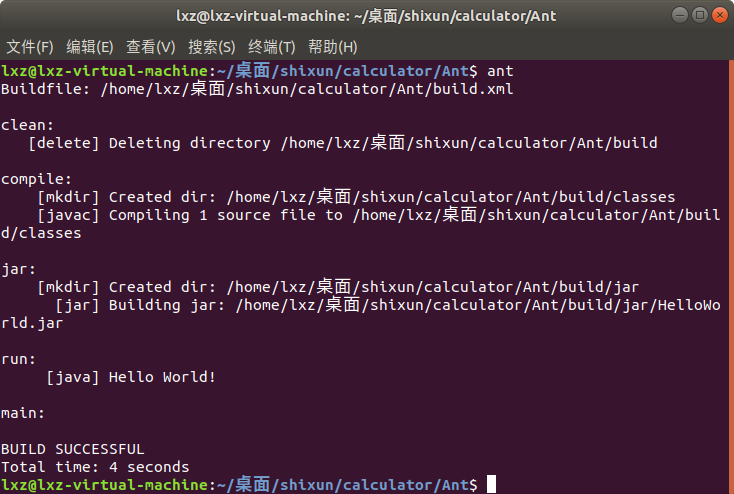 lxz@lxz-virtual-machine: ~/桌面/shixun/calculator/Ant
文件(F) 编辑(E) 查看(V) 搜索(S) 终端(T) 帮助(H)
lxz@lxz-virtual-machine:~/桌面/shixun/calculator/Ant$ ant
Buildfile: /home/lxz/桌面/shixun/calculator/Ant/build.xml
clean:
[delete] Deleting directory /home/lxz/桌面/shixun/calculator/Ant/build
compile:
[mkdir] Created dir: /home/lxz/桌面/shixun/calculator/Ant/build/classes
[javac] Compiling 1 source file to /home/lxz/桌面/shixun/calculator/Ant/buil
d/classes
jar:
[mkdir] Created dir: /home/lxz/桌面/shixun/calculator/Ant/build/jar
[jar] Building jar: /home/lxz/桌面/shixun/calculator/Ant/build/jar/HelloWo
rld.jar
run:
[java] Hello World!
main:
BUILD SUCCESSFUL
Total time: 4 seconds
lxz@lxz-virtual-machine:~/桌面/shixun/calculator/Ant$